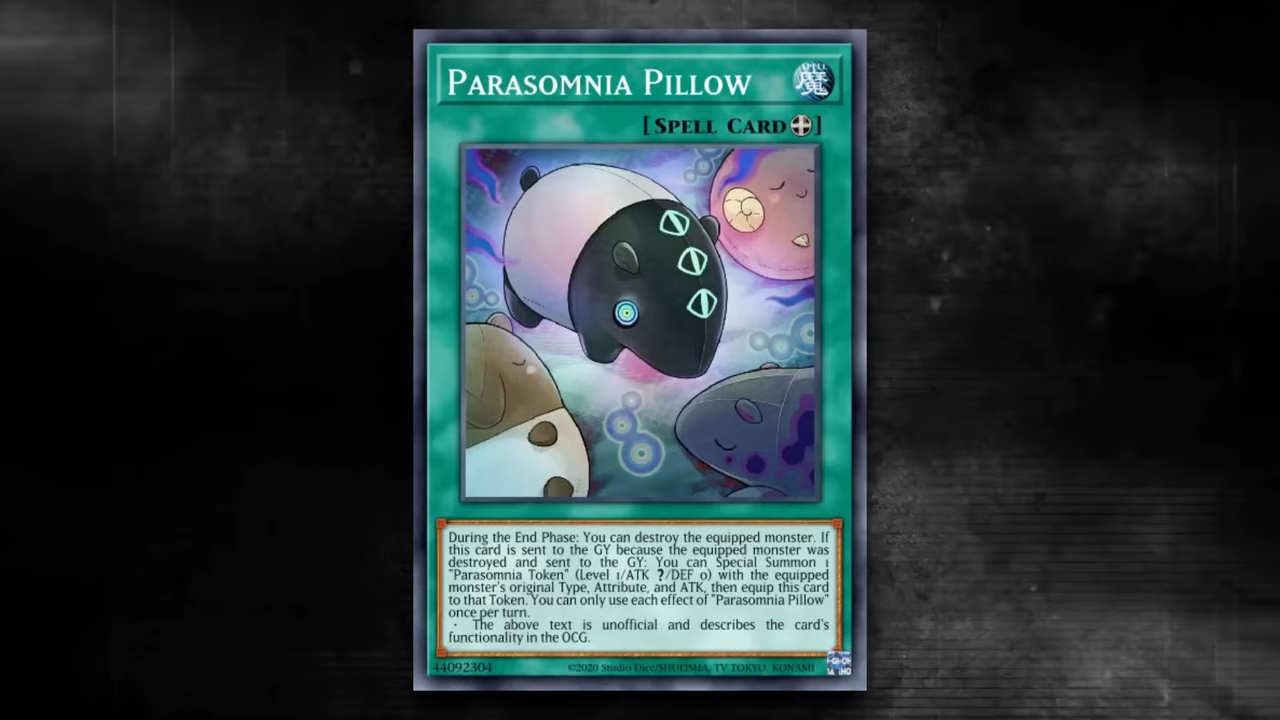 PARASOMNIA PILLOW
SPELL
魔
[SPELL CARD]
During the End Phase: You can destroy the equipped monster. If
this card is sent to the GY because the equipped monster was
destroyed and sent to the GY: You can Special Summon 1
"Parasomnia Token" (Level 1/ATK ?/DEF 0) with the equipped
monster's original Type, Attribute, and ATK, then equip this card
to that Token. You can only use each effect of "Parasomnia Pillow"
once per turn.
· The above text is unofficial and describes the card's
functionality in the OCG.
44092304
©2020 Studio Dice/SHUEISHA, TV TOKYO, KONAMI